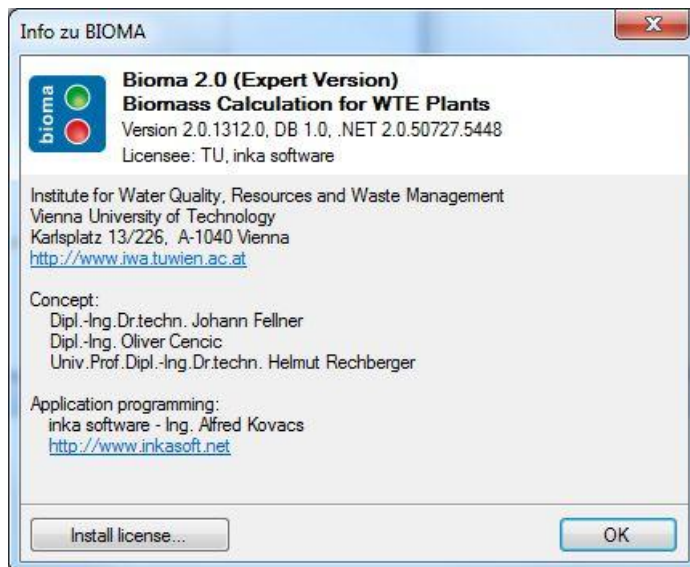 Info zu BIOMA
bioma
Bioma 2.0 (Expert Version)
Biomass Calculation for WTE Plants
Version 2.0.1312.0, DB 1.0, .NET 2.0.50727.5448
Licensee: TU, inka software
Institute for Water Quality, Resources and Waste Management
Vienna University of Technology
Karlsplatz 13/226, A-1040 Vienna
http://www.iwa.tuwien.ac.at
Concept:
Dipl.-Ing.Dr.techn. Johann Fellner
Dipl.-Ing. Oliver Cencic
Univ.Prof.Dipl.-Ing.Dr.techn. Helmut Rechberger
Application programming:
inka software - Ing. Alfred Kovacs
http://www.inkasoft.net
Install license...
OK